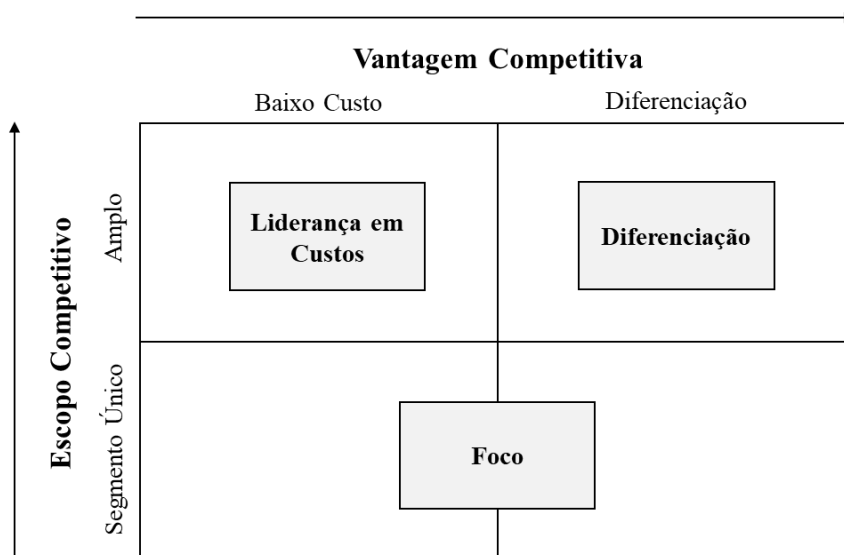 Vantagem Competitiva
Baixo Custo
Diferenciação
Escopo Competitivo
Amplo
Liderança em
Custos
Diferenciação
Segmento Único
Foco